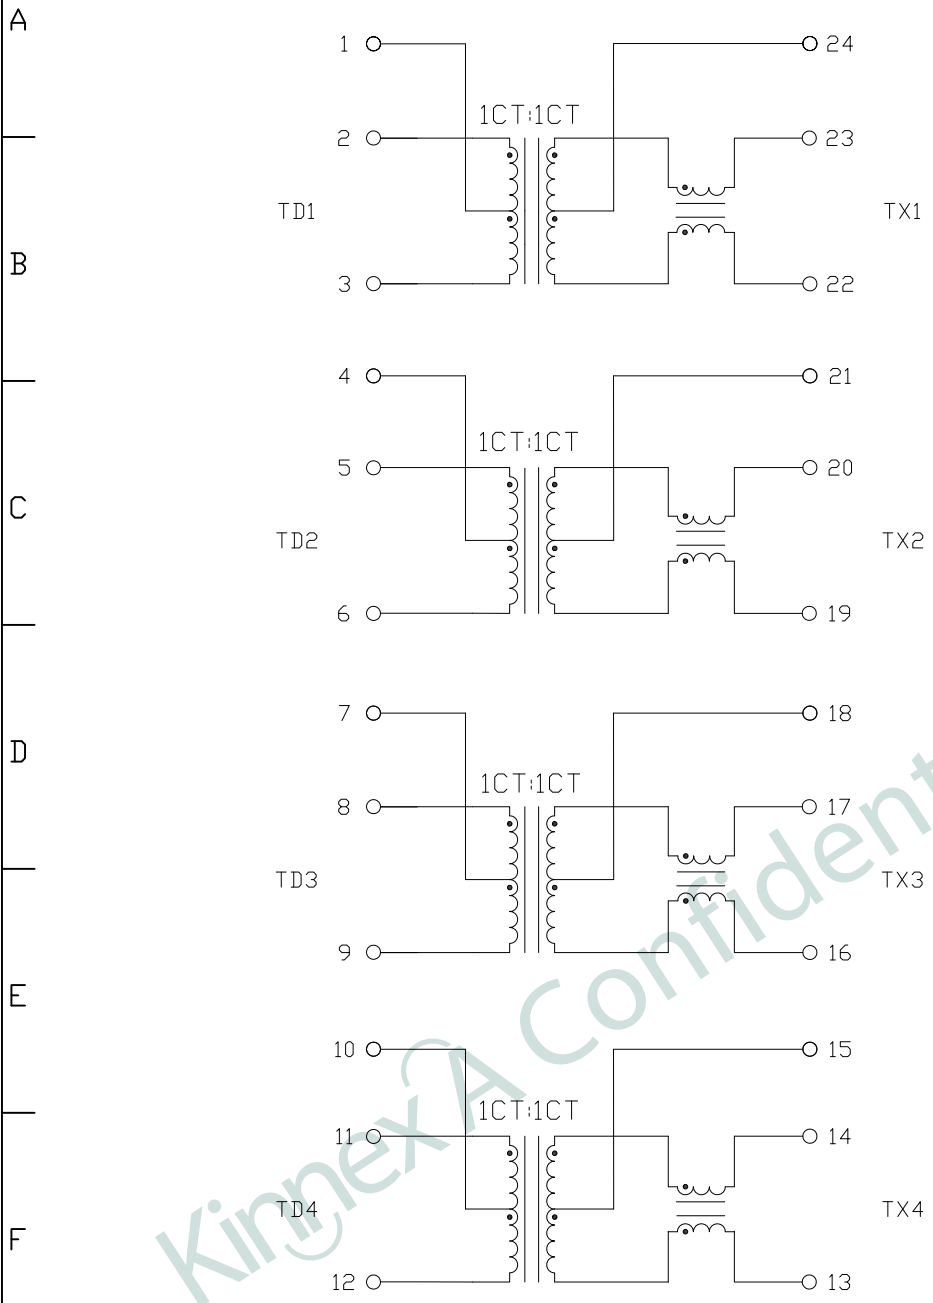 A
1 24
1CT:1CT
2 23
TD1 TX1
B
3 22
4 21
1CT:1CT
5 20
C
TD2 TX2
6 19
7 18
D
1CT:1CT
8 17
TD3 TX3
9 16
E
10 15
1CT:1CT
11 14
TD4 TX4
F
12 13
Kinnex A Confident